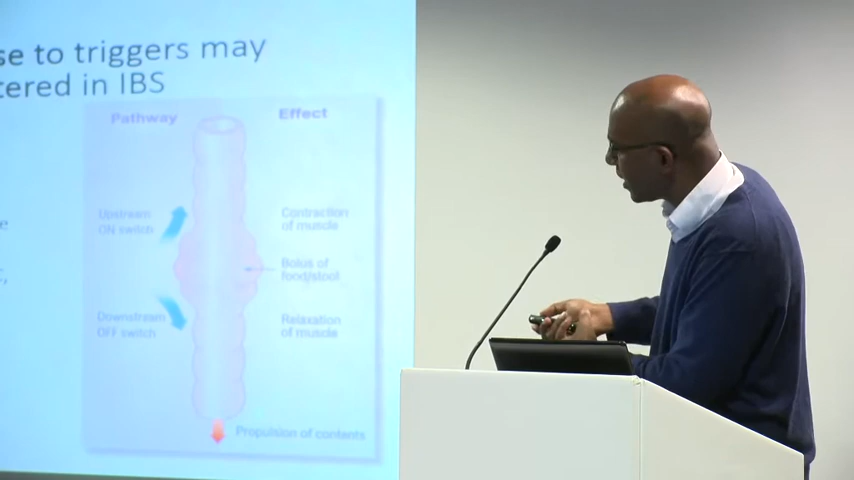 se to triggers may
tered in IBS
Pathway
Effect
Upstream
ON switch
Contraction
of muscle
Bolus of
food/stool
Downstream
OFF switch
Relaxation
of muscle
Propulsion of contents